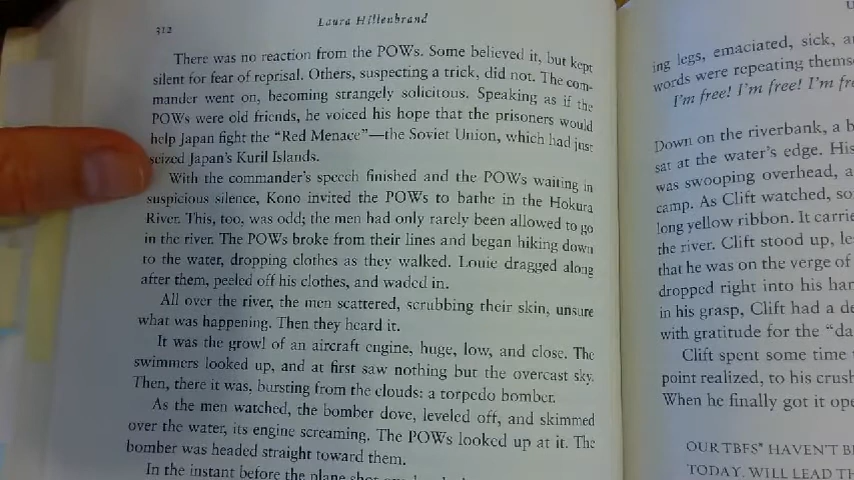 312
Laura Hillenbrand
There was no reaction from the POWs. Some believed it, but kept
silent for fear of reprisal. Others, suspecting a trick, did not. The com-
mander went on, becoming strangely solicitous. Speaking as if the
POWs were old friends, he voiced his hope that the prisoners would
help Japan fight the “Red Menace”—the Soviet Union, which had just
seized Japan’s Kuril Islands.
With the commander’s speech finished and the POWs waiting in
suspicious silence, Kono invited the POWs to bathe in the Hokura
River. This, too, was odd; the men had only rarely been allowed to go
in the river. The POWs broke from their lines and began hiking down
to the water, dropping clothes as they walked. Louie dragged along
after them, peeled off his clothes, and waded in.
All over the river, the men scattered, scrubbing their skin, unsure
what was happening. Then they heard it.
It was the growl of an aircraft engine, huge, low, and close. The
swimmers looked up, and at first saw nothing but the overcast sky.
Then, there it was, bursting from the clouds: a torpedo bomber.
As the men watched, the bomber dove, leveled off, and skimmed
over the water, its engine screaming. The POWs looked up at it. The
bomber was headed straight toward them.
In the instant before the plane shot
ing legs, emaciated, sick,
words were repeating
I’m free! I’m free! I’m
Down on the riverbank, a
sat at the water’s edge. His
was swooping overhead,
camp. As Clift watched,
long yellow ribbon. It
the river. Clift stood up,
that he was on the verge of
dropped right into his
in his grasp, Clift had a
with gratitude for the
Clift spent some time
point realized, to his
When he finally got it
OUR TBFS* HAVEN’T
TODAY. WILL LEAD